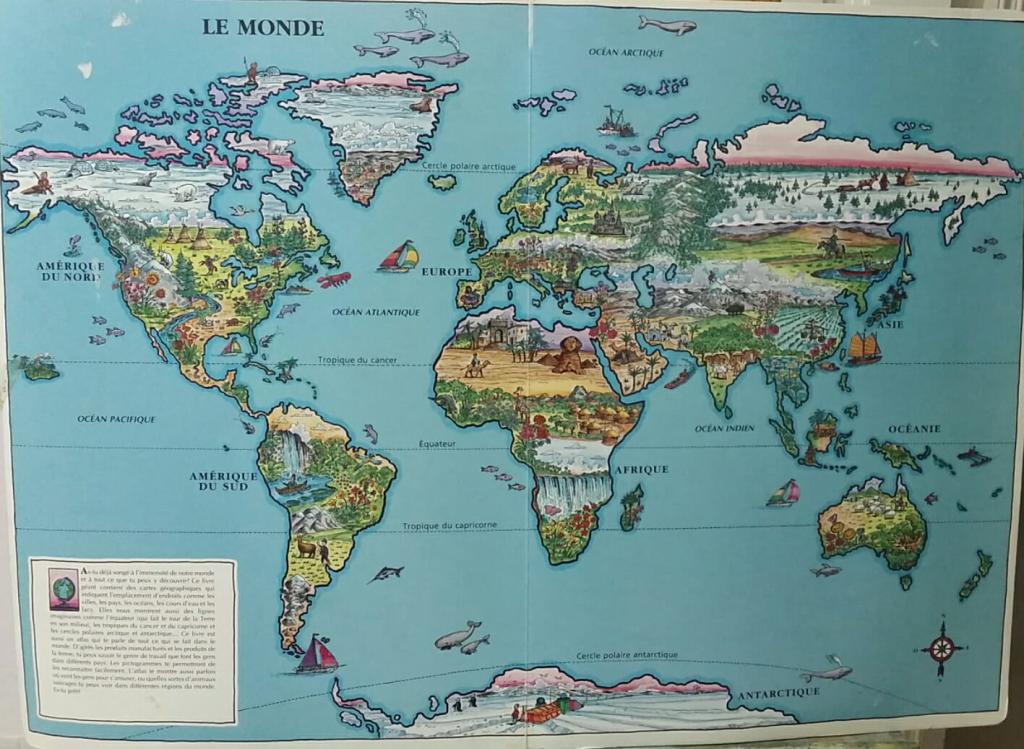 LE MONDE
OCÉAN ARCTIQUE
Cercle polaire arctique
AMÉRIQUE
DU NORD
EUROPE
OCÉAN ATLANTIQUE
ASIE
Tropique du cancer
OCÉAN PACIFIQUE
OCÉAN INDIEN
OCÉANIE
Équateur
AMÉRIQUE
DU SUD
AFRIQUE
Tropique du capricorne
As-tu déjà songé à l'immensité de notre monde
et à tout ce que tu peux y découvrir? Ce livre
géant contient des cartes géographiques qui
indiquent l'emplacement d'endroits comme les
villes, les pays, les océans, les cours d'eau et les
lacs. Elles nous montrent aussi des lignes
imaginaires comme l'équateur (qui fait le tour de la Terre
en son milieu), les tropiques du cancer et du capricorne et
les cercles polaires arctique et antarctique... Ce livre est
aussi un atlas qui te parle de tout ce qui se fait dans le
monde. D'après les produits manufacturés et les produits de
la ferme, tu peux savoir le genre de travail que font les gens
dans différents pays. Les pictogrammes te permettront de
les reconnaître facilement. L'atlas te montre aussi parfois
où vont les gens pour s'amuser, ou quelles sortes d'animaux
sauvages tu peux voir dans différentes régions du monde.
Es-tu prêt?
Cercle polaire antarctique
ANTARCTIQUE